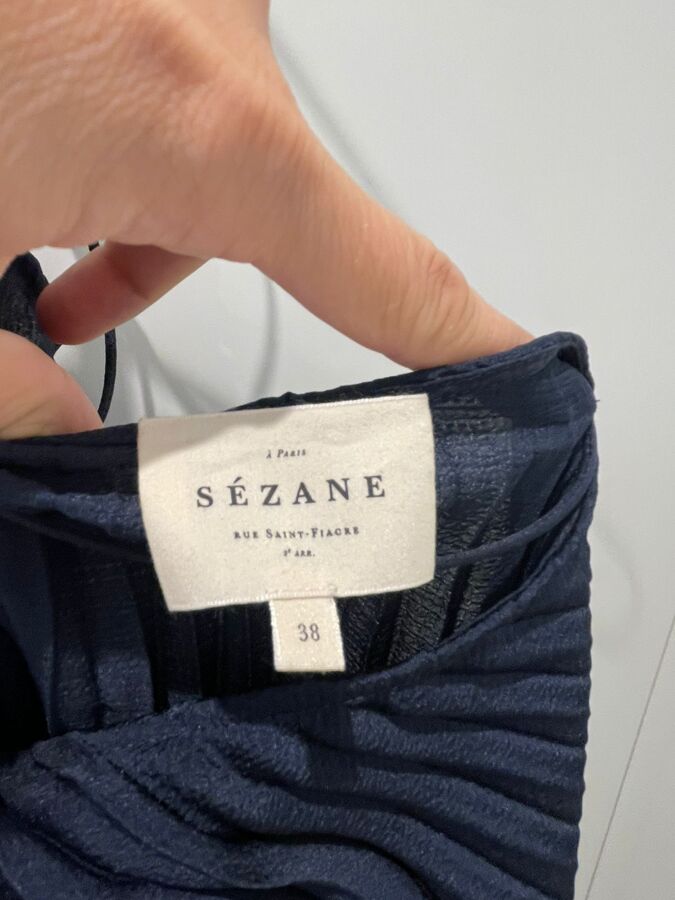 À PARIS
SÉZANE
RUE SAINT-FIACRE
2e ARR.
38